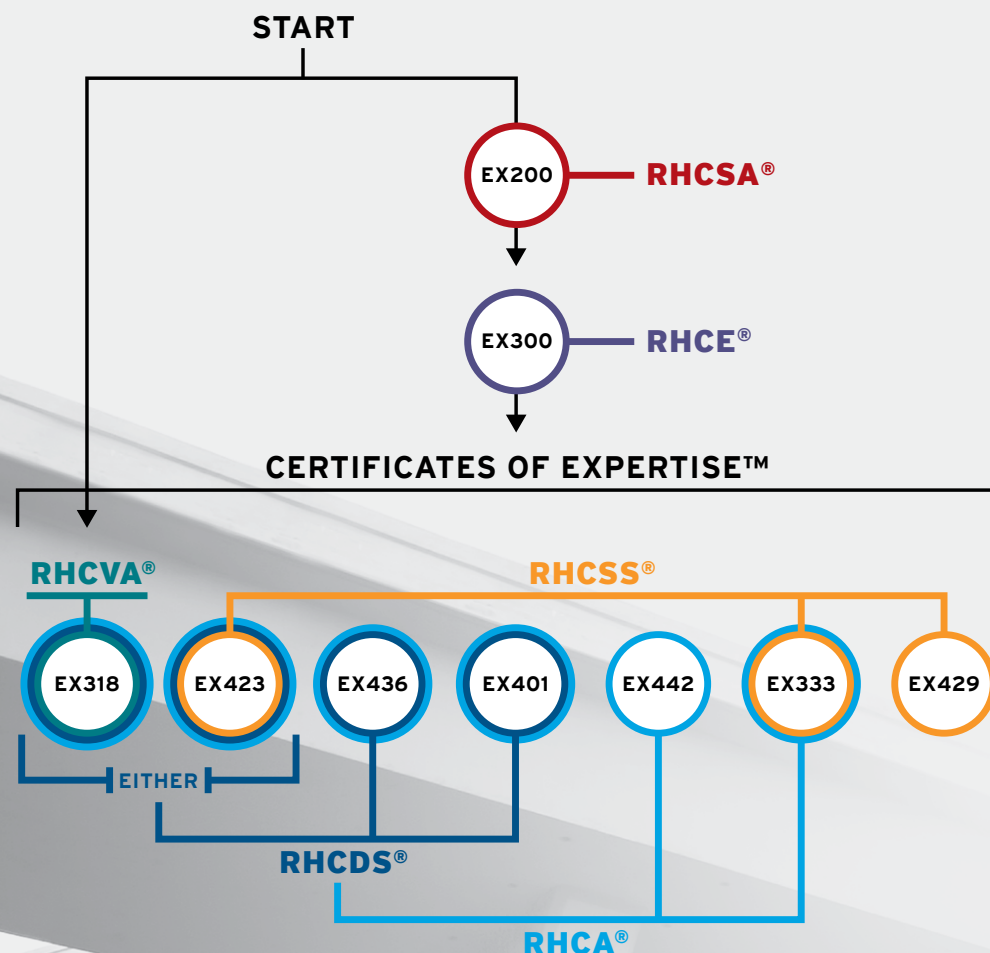 START
EX200
RHCSA®
EX300
RHCE®
CERTIFICATES OF EXPERTISE™
RHCVA®
RHCSS®
EX318
EX423
EX436
EX401
EX442
EX333
EX429
EITHER
RHCDS®
RHCA®